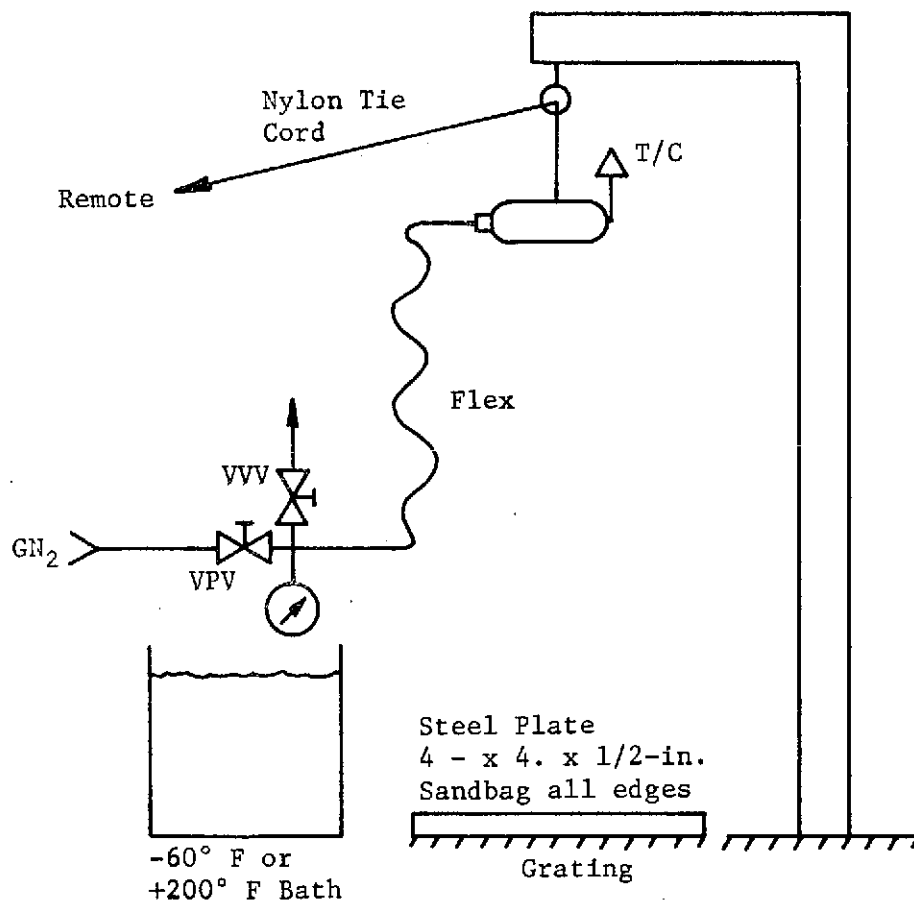 Nylon Tie
Cord
T/C
Remote
Flex
VVV
GN2
VPV
Steel Plate
4 - x 4. x 1/2-in.
Sandbag all edges
-60° F or
+200° F Bath
Grating